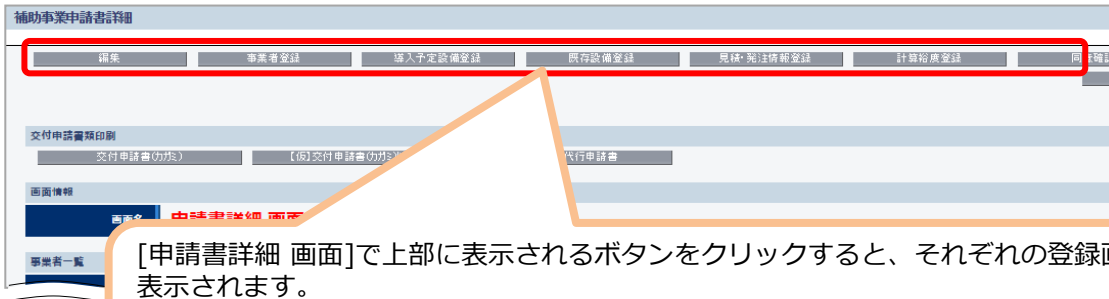 補助事業申請書詳細
編集 事業者登録 導入予定設備登録 既存設備登録 見積・発注情報登録 計算裕度登録
交付申請書類印刷
交付申請書(カガミ) 【仮】交付申請書(カガミ) 代行申請書
画面情報
画面名 申請書詳細 画面
事業者一覧
[申請書詳細 画面]で上部に表示されるボタンをクリックすると、それぞれの登録
表示されます。